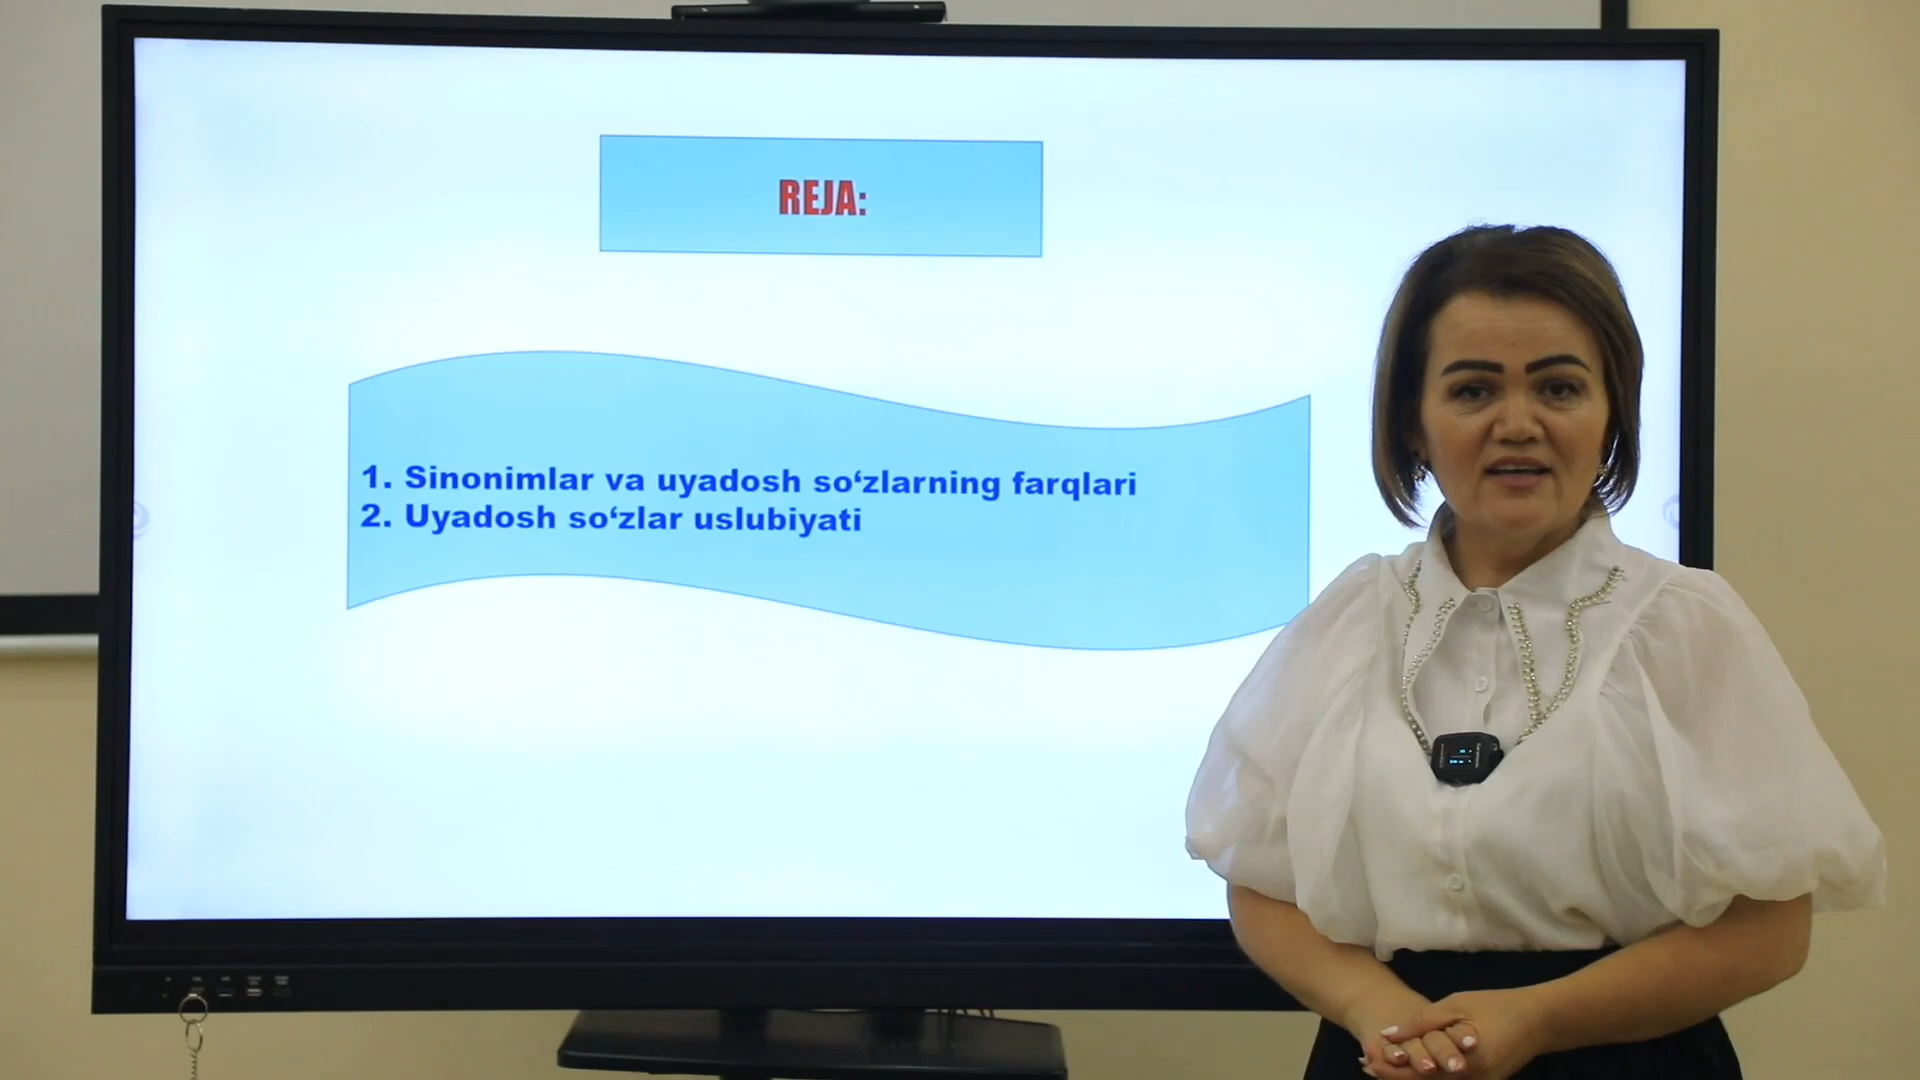 REJA:
1. Sinonimlar va uyadosh so‘zlarning farqlari
2. Uyadosh so‘zlar uslubiyati